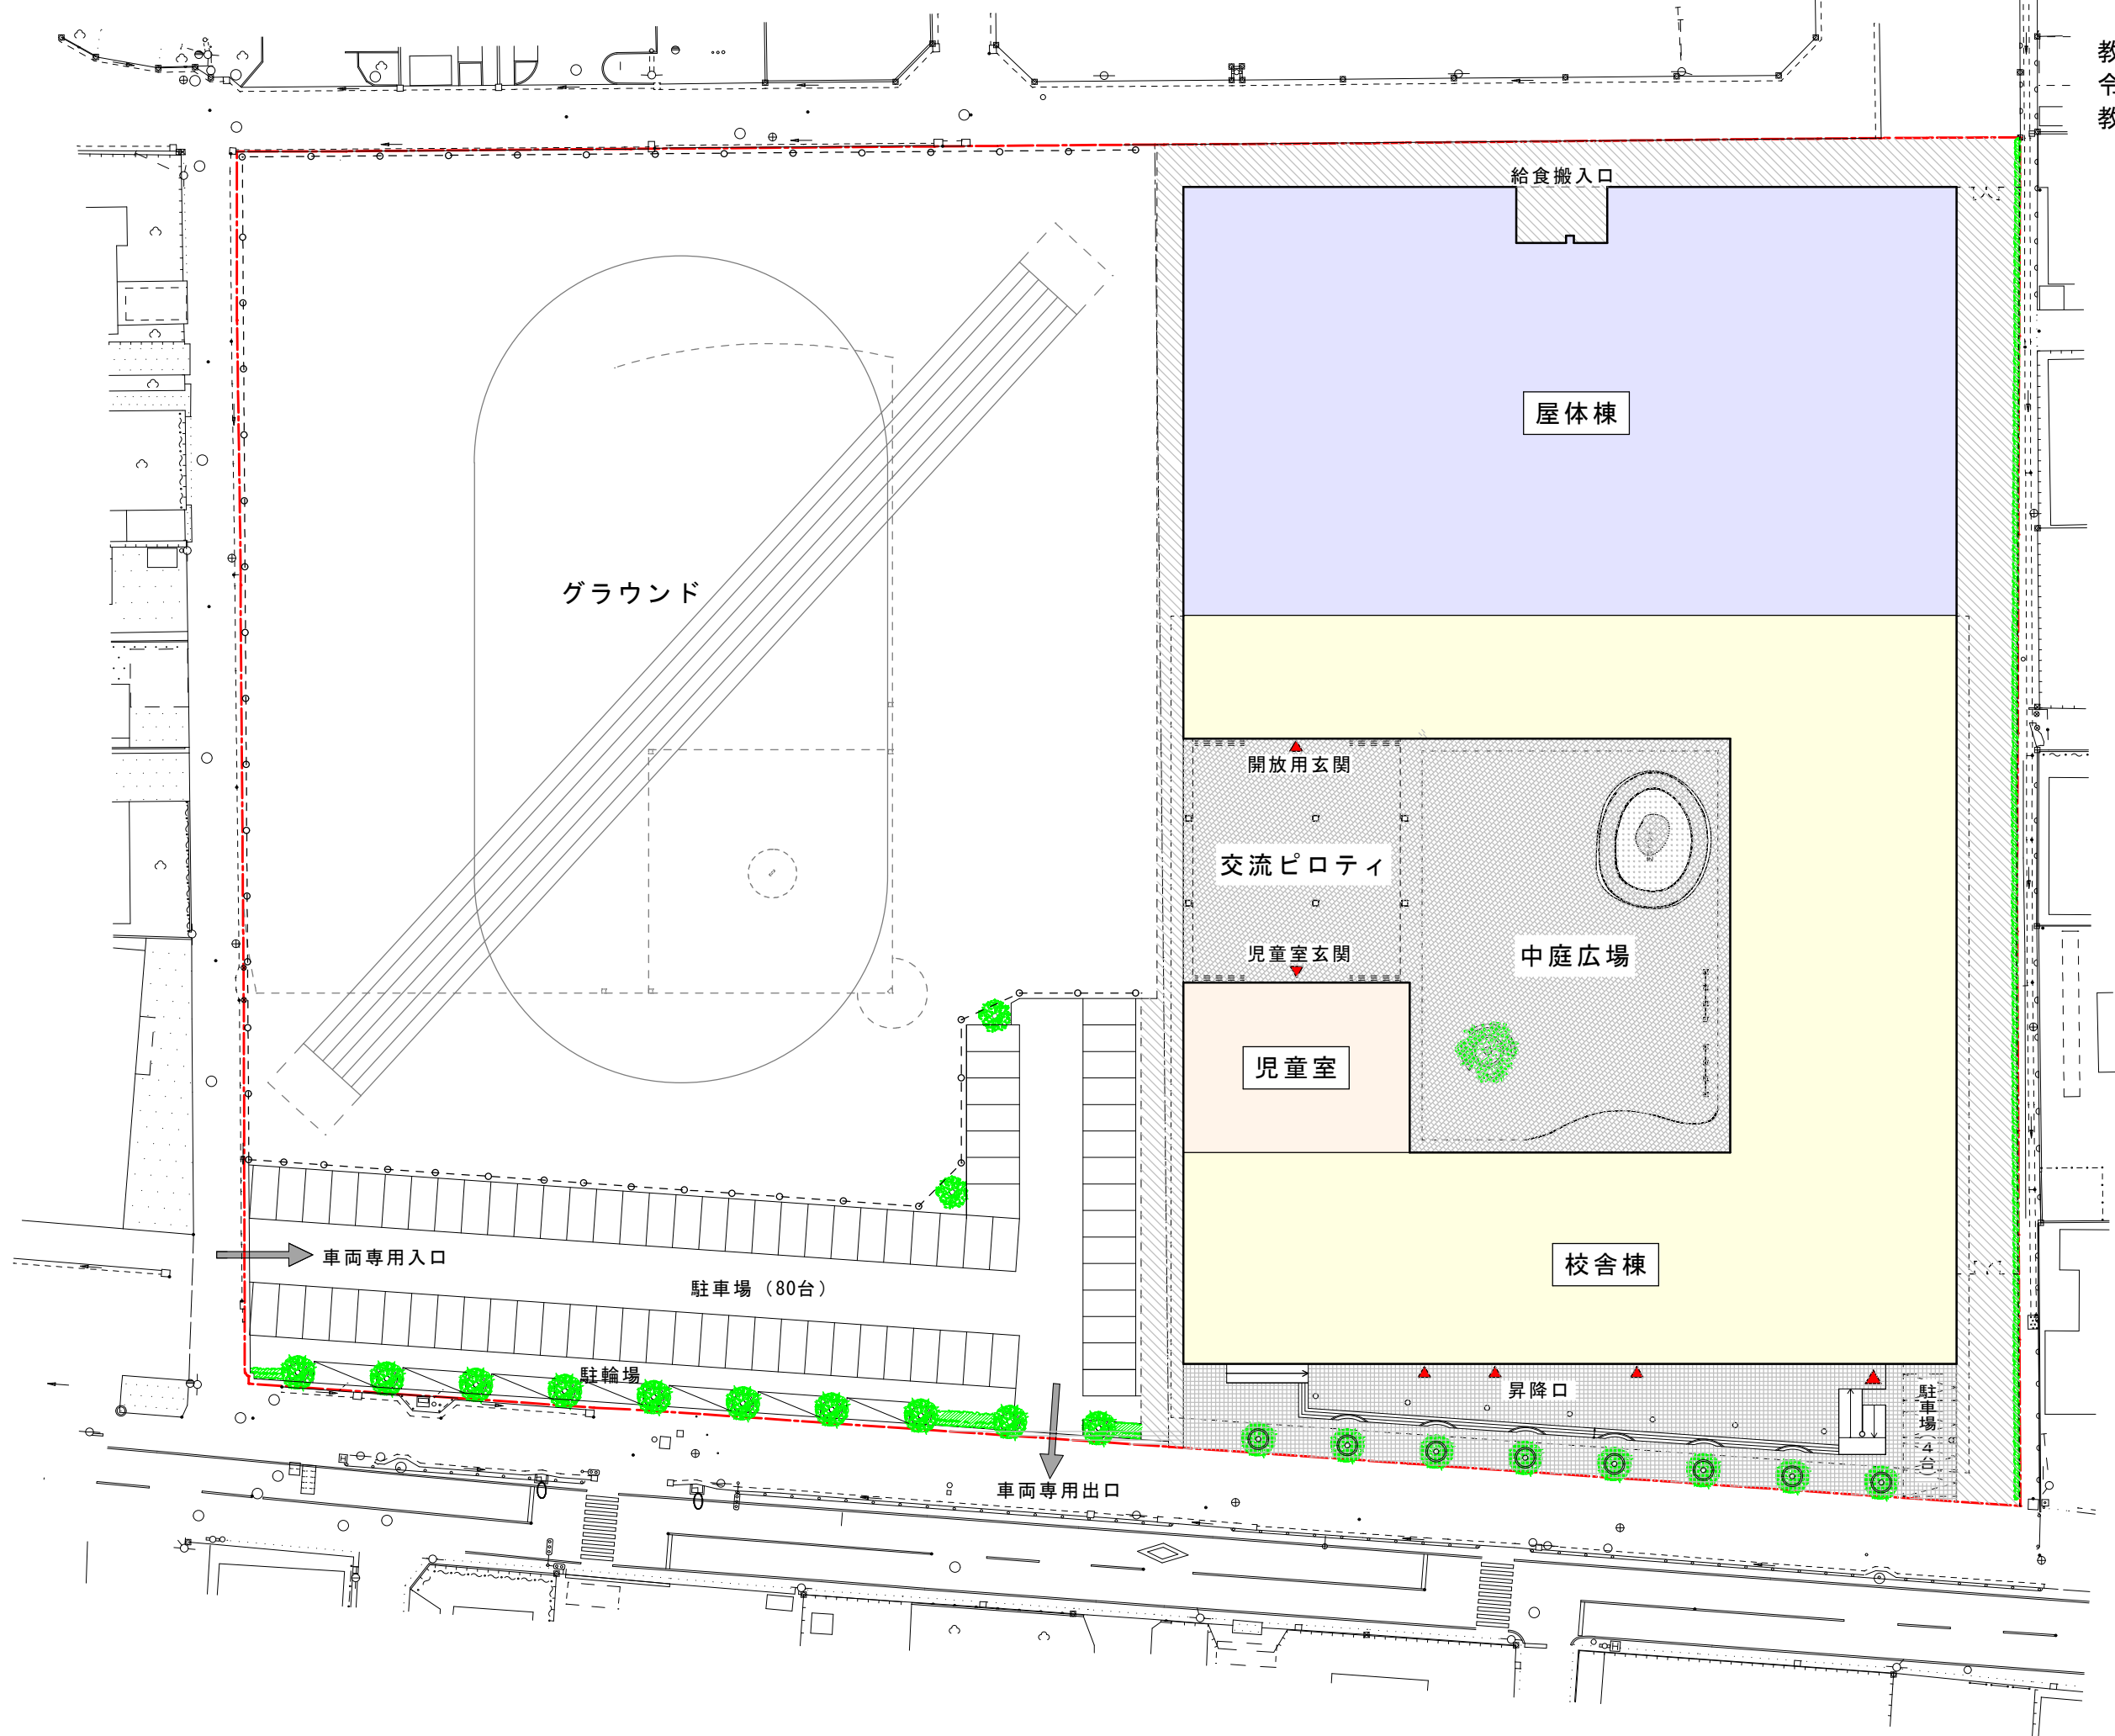 教
令
教
給食搬入口
屋体棟
グラウンド
開放用玄関
交流ピロティ
児童室玄関
中庭広場
児童室
校舎棟
車両専用入口
駐車場（80台）
駐輪場
昇降口
駐車場（4台）
車両専用出口